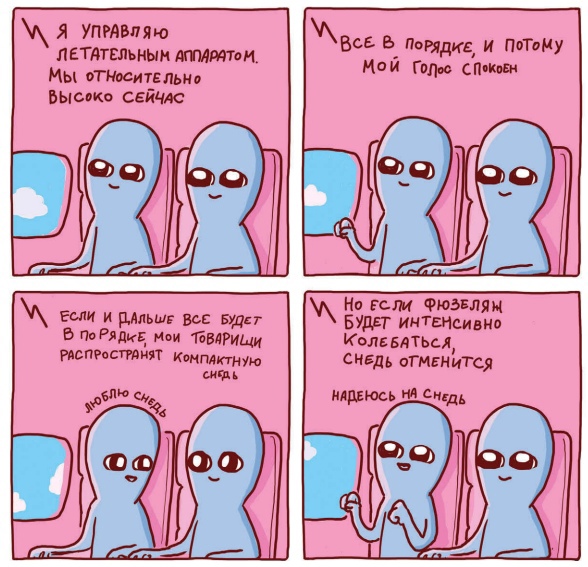 Я УПРАВЛЯЮ
ЛЕТАТЕЛЬНЫМ АППАРАТОМ.
МЫ ОТНОСИТЕЛЬНО
ВЫСОКО СЕЙЧАС
ВСЕ В ПОРЯДКЕ, И ПОТОМУ
МОЙ ГОЛОС СПОКОЕН
ЕСЛИ И ДАЛЬШЕ ВСЕ БУДЕТ
В ПОРЯДКЕ, МОИ ТОВАРИЩИ
РАСПРОСТРАНЯТ КОМПАКТНУЮ
СНЕДЬ
ЛЮБЛЮ СНЕДЬ
НО ЕСЛИ ФЮЗЕЛЯЖ
БУДЕТ ИНТЕНСИВНО
КОЛЕБАТЬСЯ,
СНЕДЬ ОТМЕНИТСЯ
НАДЕЮСЬ НА СНЕДЬ